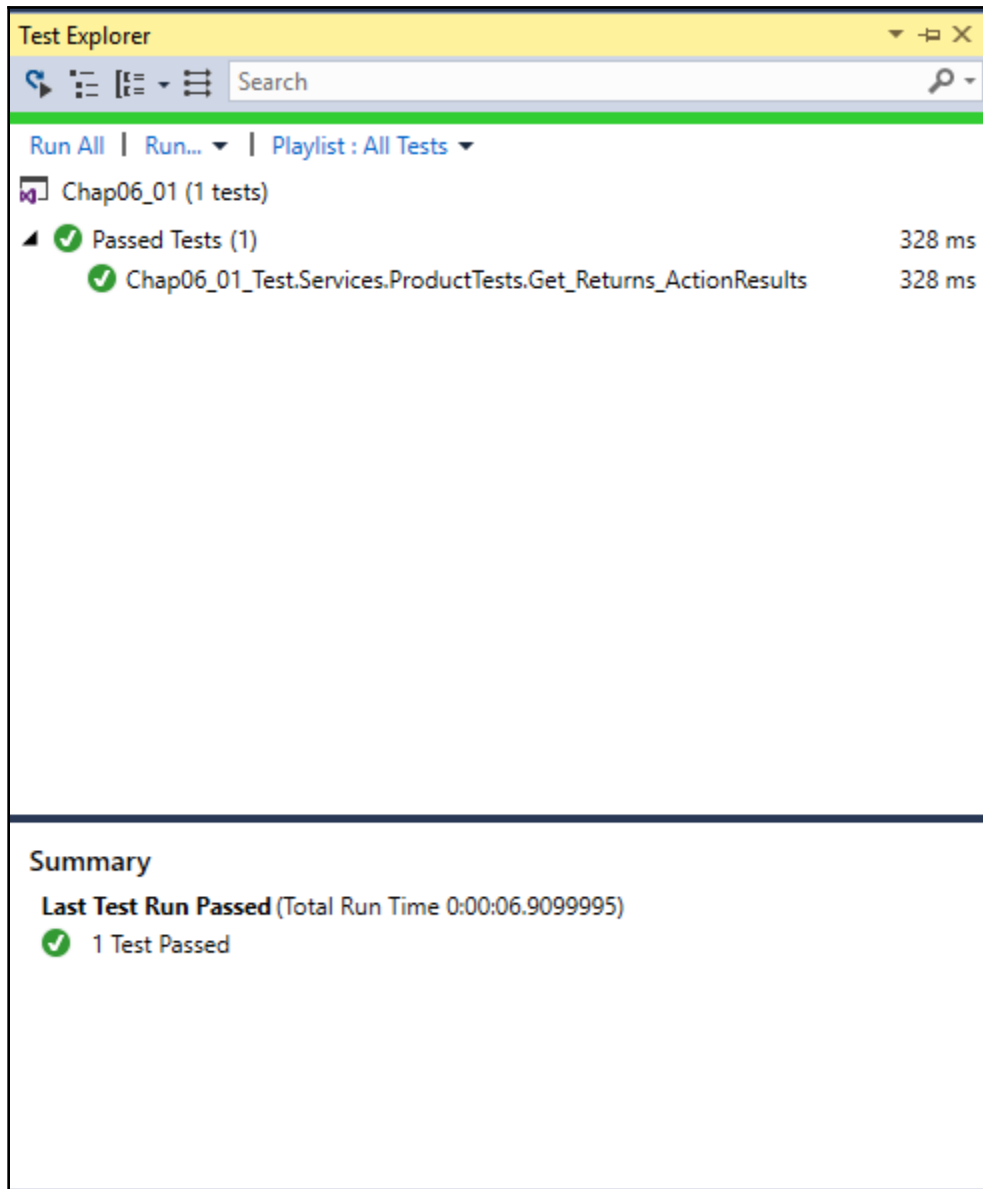 Test Explorer
Search
Run All | Run... | Playlist : All Tests
Chap06_01 (1 tests)
Passed Tests (1) 328 ms
Chap06_01_Test.Services.ProductTests.Get_Returns_ActionResults 328 ms
Summary
Last Test Run Passed (Total Run Time 0:00:06.9099995)
1 Test Passed